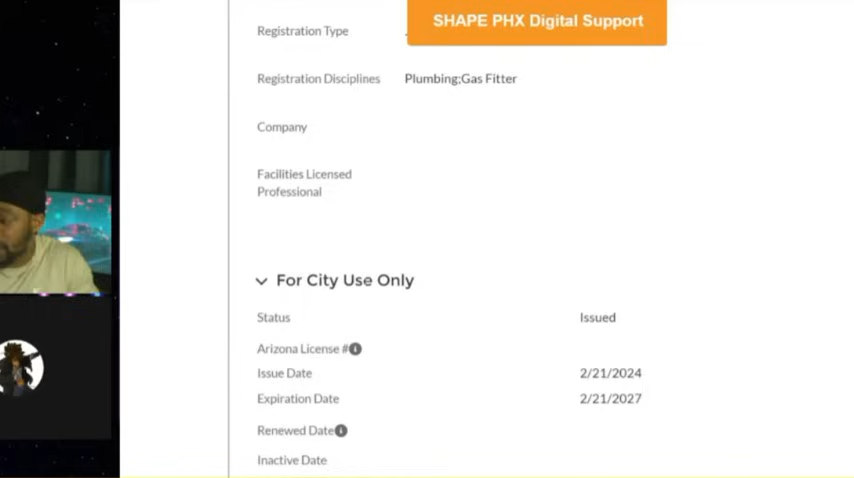 SHAPE PHX Digital Support
Registration Type
Registration Disciplines Plumbing;Gas Fitter
Company
Facilities Licensed
Professional
For City Use Only
Status Issued
Arizona License #
Issue Date 2/21/2024
Expiration Date 2/21/2027
Renewed Date
Inactive Date